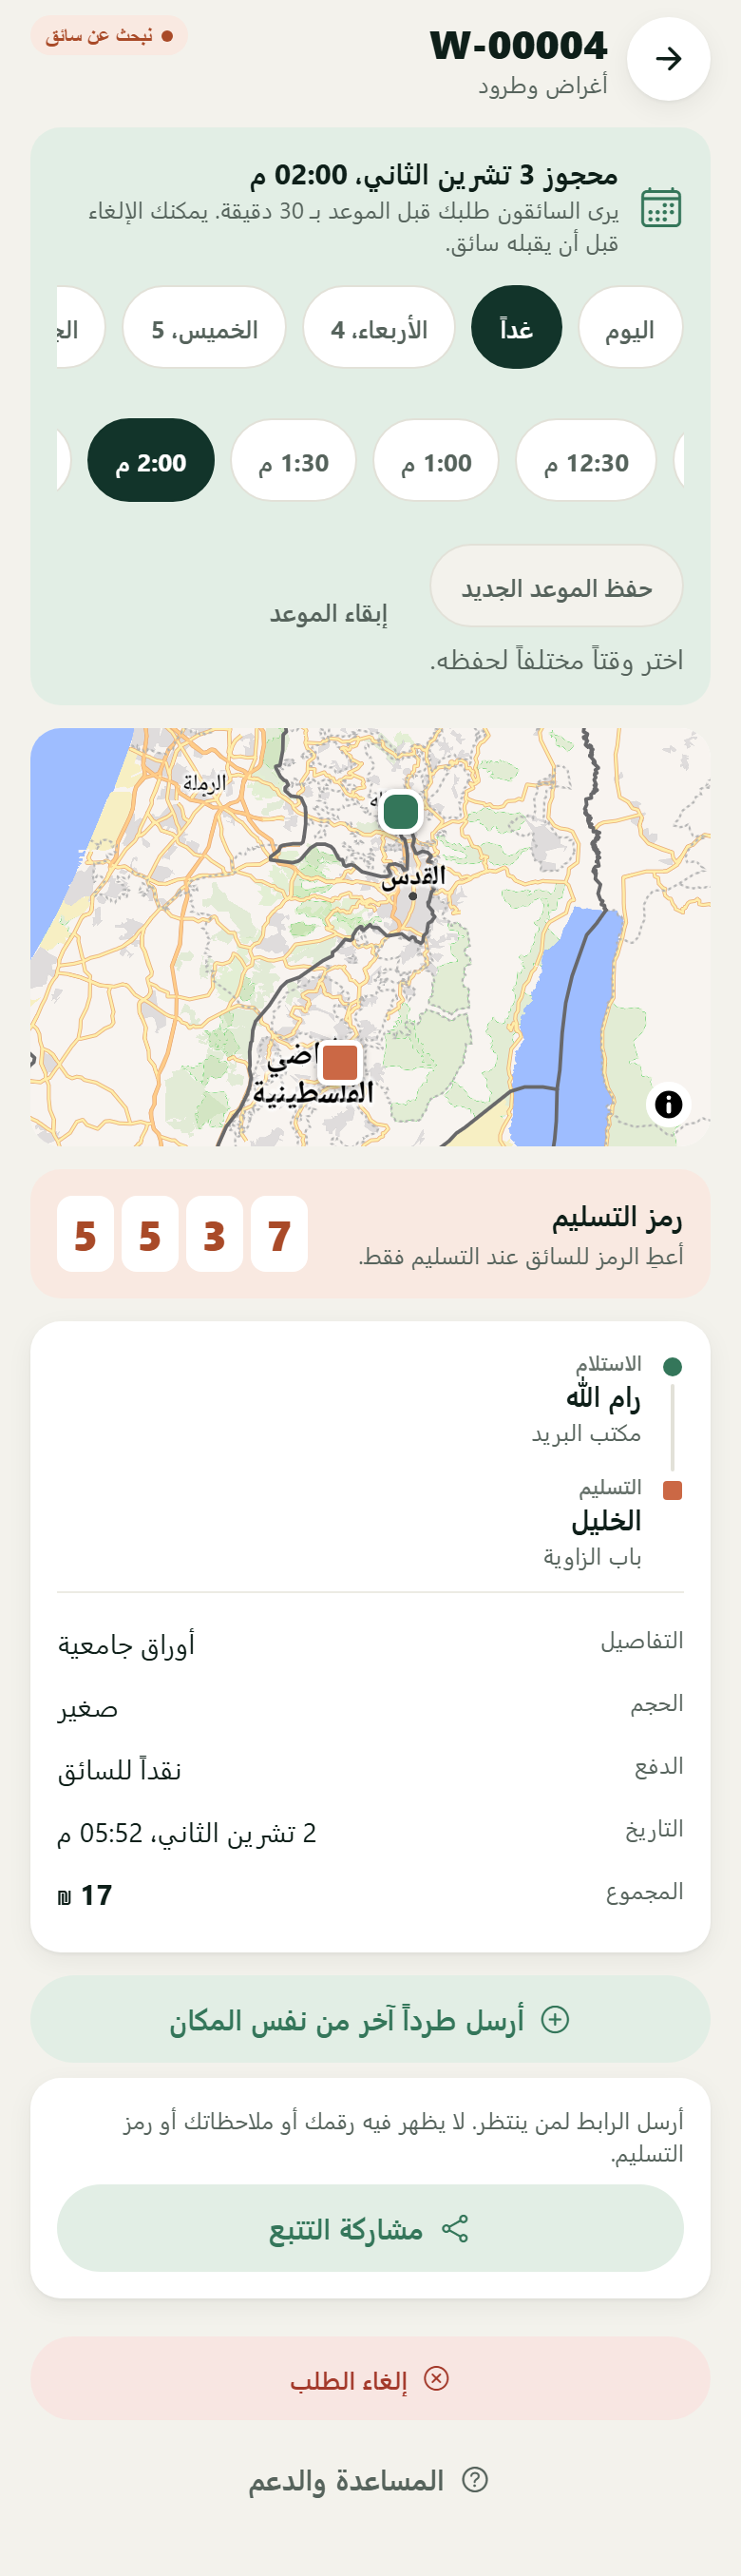 W-00004
نبحث عن سائق
أغراض وطرود
محجوز 3 تشرين الثاني، 02:00 م
يرى السائقون طلبك قبل الموعد بـ 30 دقيقة. يمكنك الإلغاء
قبل أن يقبله سائق.
اليوم
غداً
الأربعاء، 4
الخميس، 5
12:30 م
1:00 م
1:30 م
2:00 م
حفظ الموعد الجديد
إبقاء الموعد
اختر وقتاً مختلفاً لحفظه.
الرملة
القدس
الفلسطينية
رمز التسليم
5 5 3 7
أعطِ الرمز للسائق عند التسليم فقط.
الاستلام
رام الله
مكتب البريد
التسليم
الخليل
باب الزاوية
التفاصيل
أوراق جامعية
الحجم
صغير
الدفع
نقداً للسائق
التاريخ
2 تشرين الثاني، 05:52 م
المجموع
17 ₪
أرسل طرداً آخر من نفس المكان
أرسل الرابط لمن ينتظر. لا يظهر فيه رقمك أو ملاحظاتك أو رمز
التسليم.
مشاركة التتبع
إلغاء الطلب
المساعدة والدعم